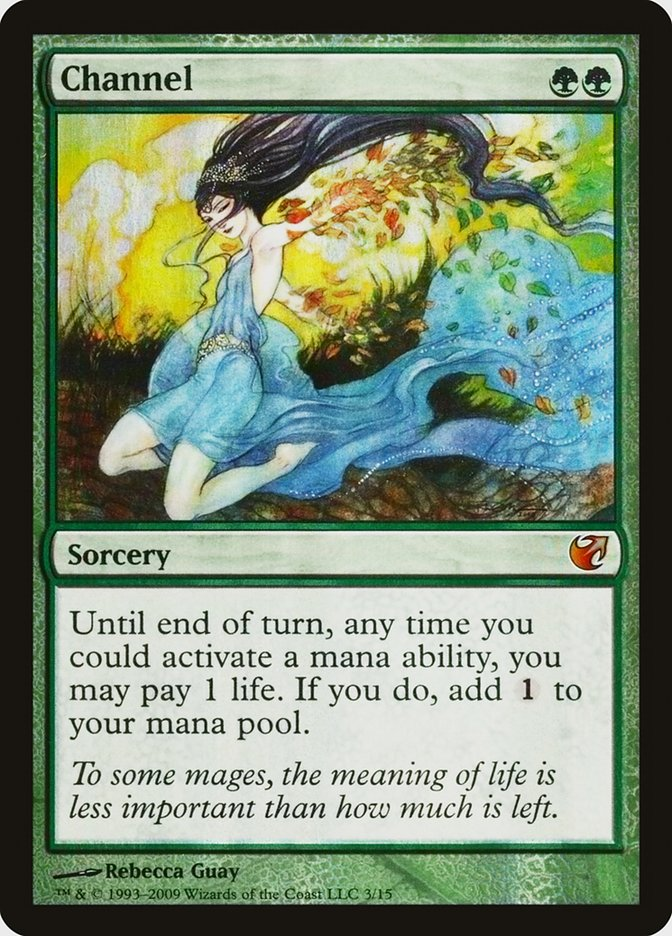 Channel
Sorcery
Until end of turn, any time you
could activate a mana ability, you
may pay 1 life. If you do, add 1 to
your mana pool.
To some mages, the meaning of life is
less important than how much is left.
Rebecca Guay
™ & © 1993–2009 Wizards of the Coast LLC 3/15